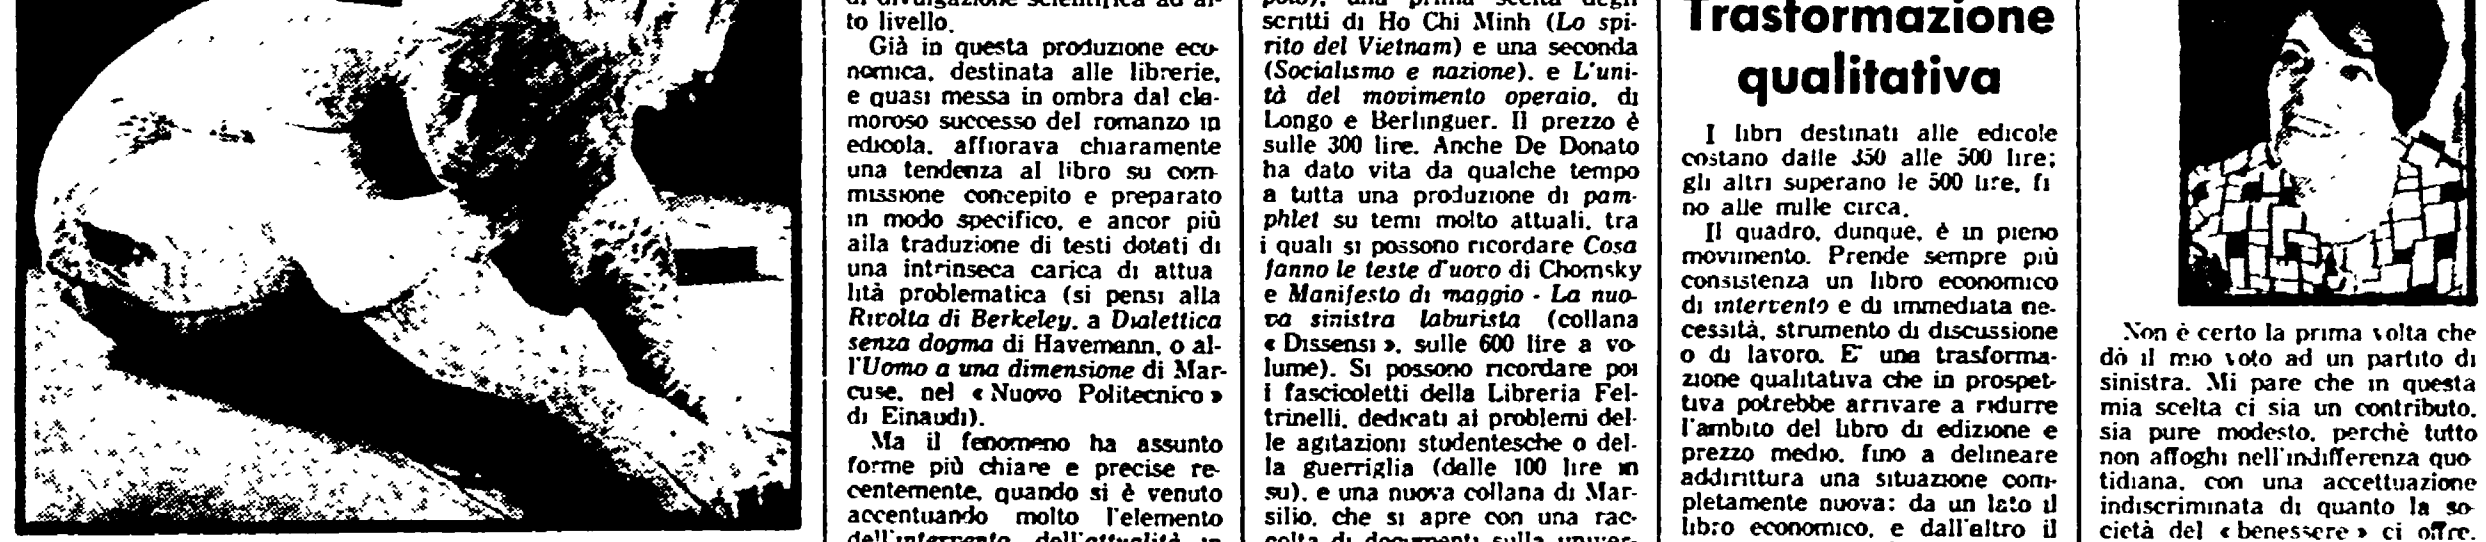 di divulgazione scientifica ad al-
to livello.
Già in questa produzione eco-
nomica, destinata alle librerie,
e quasi messa in ombra dal cla-
moroso successo del romanzo in
edicola, affiorava chiaramente
una tendenza al libro su com-
missione concepito e preparato
in modo specifico, e ancor più
alla traduzione di testi dotati di
una intrinseca carica di attua
lità problematica (si pensi alla
Rivolta di Berkeley, a Dialettica
senza dogma di Havemann, o al-
l'Uomo a una dimensione di Mar-
cuse, nel « Nuovo Politecnico »
di Einaudi).
Ma il fenomeno ha assunto
forme più chiare e precise re-
centemente, quando si è venuto
accentuando molto l'elemento
dell'intervento, dell'attualità in
una prima scelta degli
scritti di Ho Chi Minh (Lo spi-
rito del Vietnam) e una seconda
(Socialismo e nazione), e L'uni-
tà del movimento operaio, di
Longo e Berlinguer. Il prezzo è
sulle 300 lire. Anche De Donato
ha dato vita da qualche tempo
a tutta una produzione di pam-
phlet su temi molto attuali, tra
i quali si possono ricordare Cosa
fanno le teste d'uovo di Chomsky
e Manifesto di maggio - La nuo-
va sinistra laburista (collana
« Dissensi », sulle 600 lire a vo-
lume). Si possono ricordare poi
i fascicoletti della Libreria Fel-
trinelli, dedicati ai problemi del-
le agitazioni studentesche o del-
la guerriglia (dalle 100 lire in
su), e una nuova collana di Mar-
silio, che si apre con una rac-
colta di documenti sulla univer-
Trasformazione
qualitativa
I libri destinati alle edicole
costano dalle 350 alle 500 lire;
gli altri superano le 500 lire, fi
no alle mille circa.
Il quadro, dunque, è in pieno
movimento. Prende sempre più
consistenza un libro economico
di intervento e di immediata ne-
cessità, strumento di discussione
o di lavoro. E' una trasforma-
zione qualitativa che in prospet-
tiva potrebbe arrivare a ridurre
l'ambito del libro di edizione e
prezzo medio, fino a delineare
addirittura una situazione com-
pletamente nuova: da un lato il
libro economico, e dall'altro il
Non è certo la prima volta che
dò il mio voto ad un partito di
sinistra. Mi pare che in questa
mia scelta ci sia un contributo,
sia pure modesto, perchè tutto
non affoghi nell'indifferenza quo
tidiana, con una accettuazione
indiscriminata di quanto la so-
cietà del « benessere » ci offre.